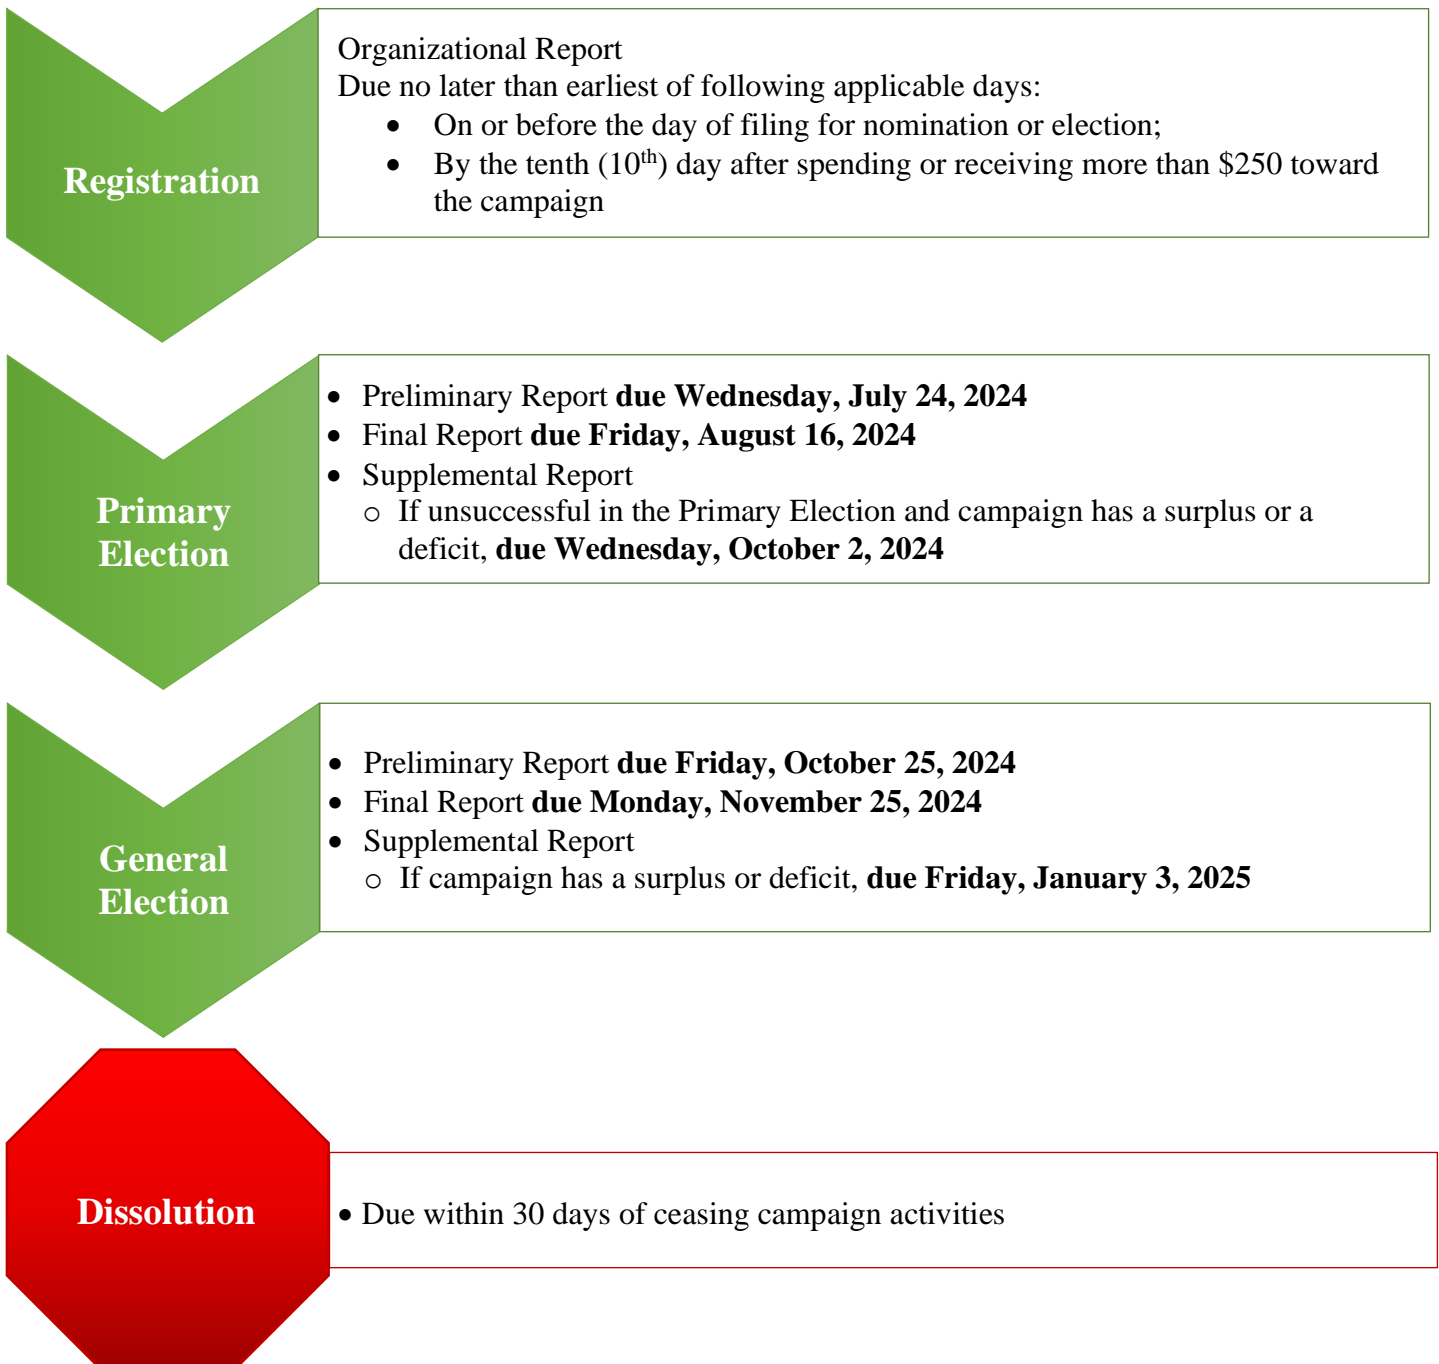 Registration
Organizational Report
Due no later than earliest of following applicable days:
• On or before the day of filing for nomination or election;
• By the tenth (10th) day after spending or receiving more than $250 toward
the campaign
Primary
Election
• Preliminary Report due Wednesday, July 24, 2024
• Final Report due Friday, August 16, 2024
• Supplemental Report
o If unsuccessful in the Primary Election and campaign has a surplus or a
deficit, due Wednesday, October 2, 2024
General
Election
• Preliminary Report due Friday, October 25, 2024
• Final Report due Monday, November 25, 2024
• Supplemental Report
o If campaign has a surplus or deficit, due Friday, January 3, 2025
Dissolution
• Due within 30 days of ceasing campaign activities